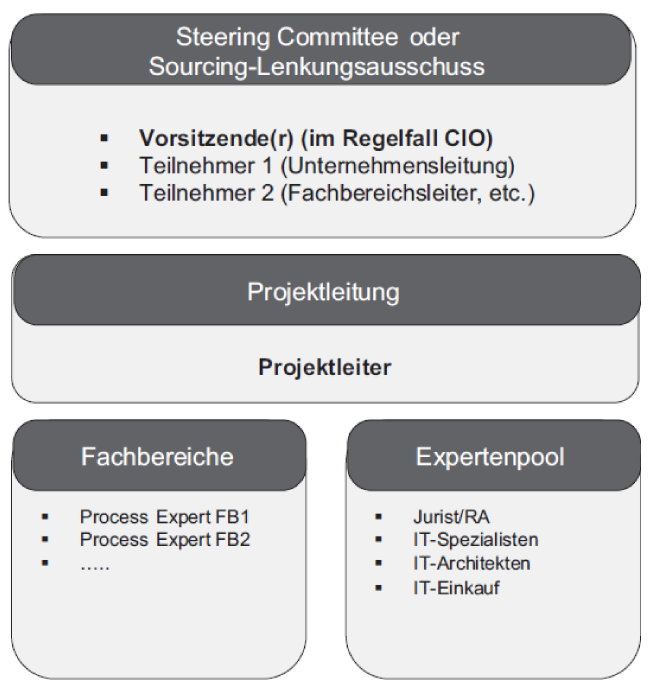 Steering Committee oder
Sourcing-Lenkungsausschuss
▪ Vorsitzende(r) (im Regelfall CIO)
▪ Teilnehmer 1 (Unternehmensleitung)
▪ Teilnehmer 2 (Fachbereichsleiter, etc.)
Projektleitung
Projektleiter
Fachbereiche
▪ Process Expert FB1
▪ Process Expert FB2
▪ .....
Expertenpool
▪ Jurist/RA
▪ IT-Spezialisten
▪ IT-Architekten
▪ IT-Einkauf